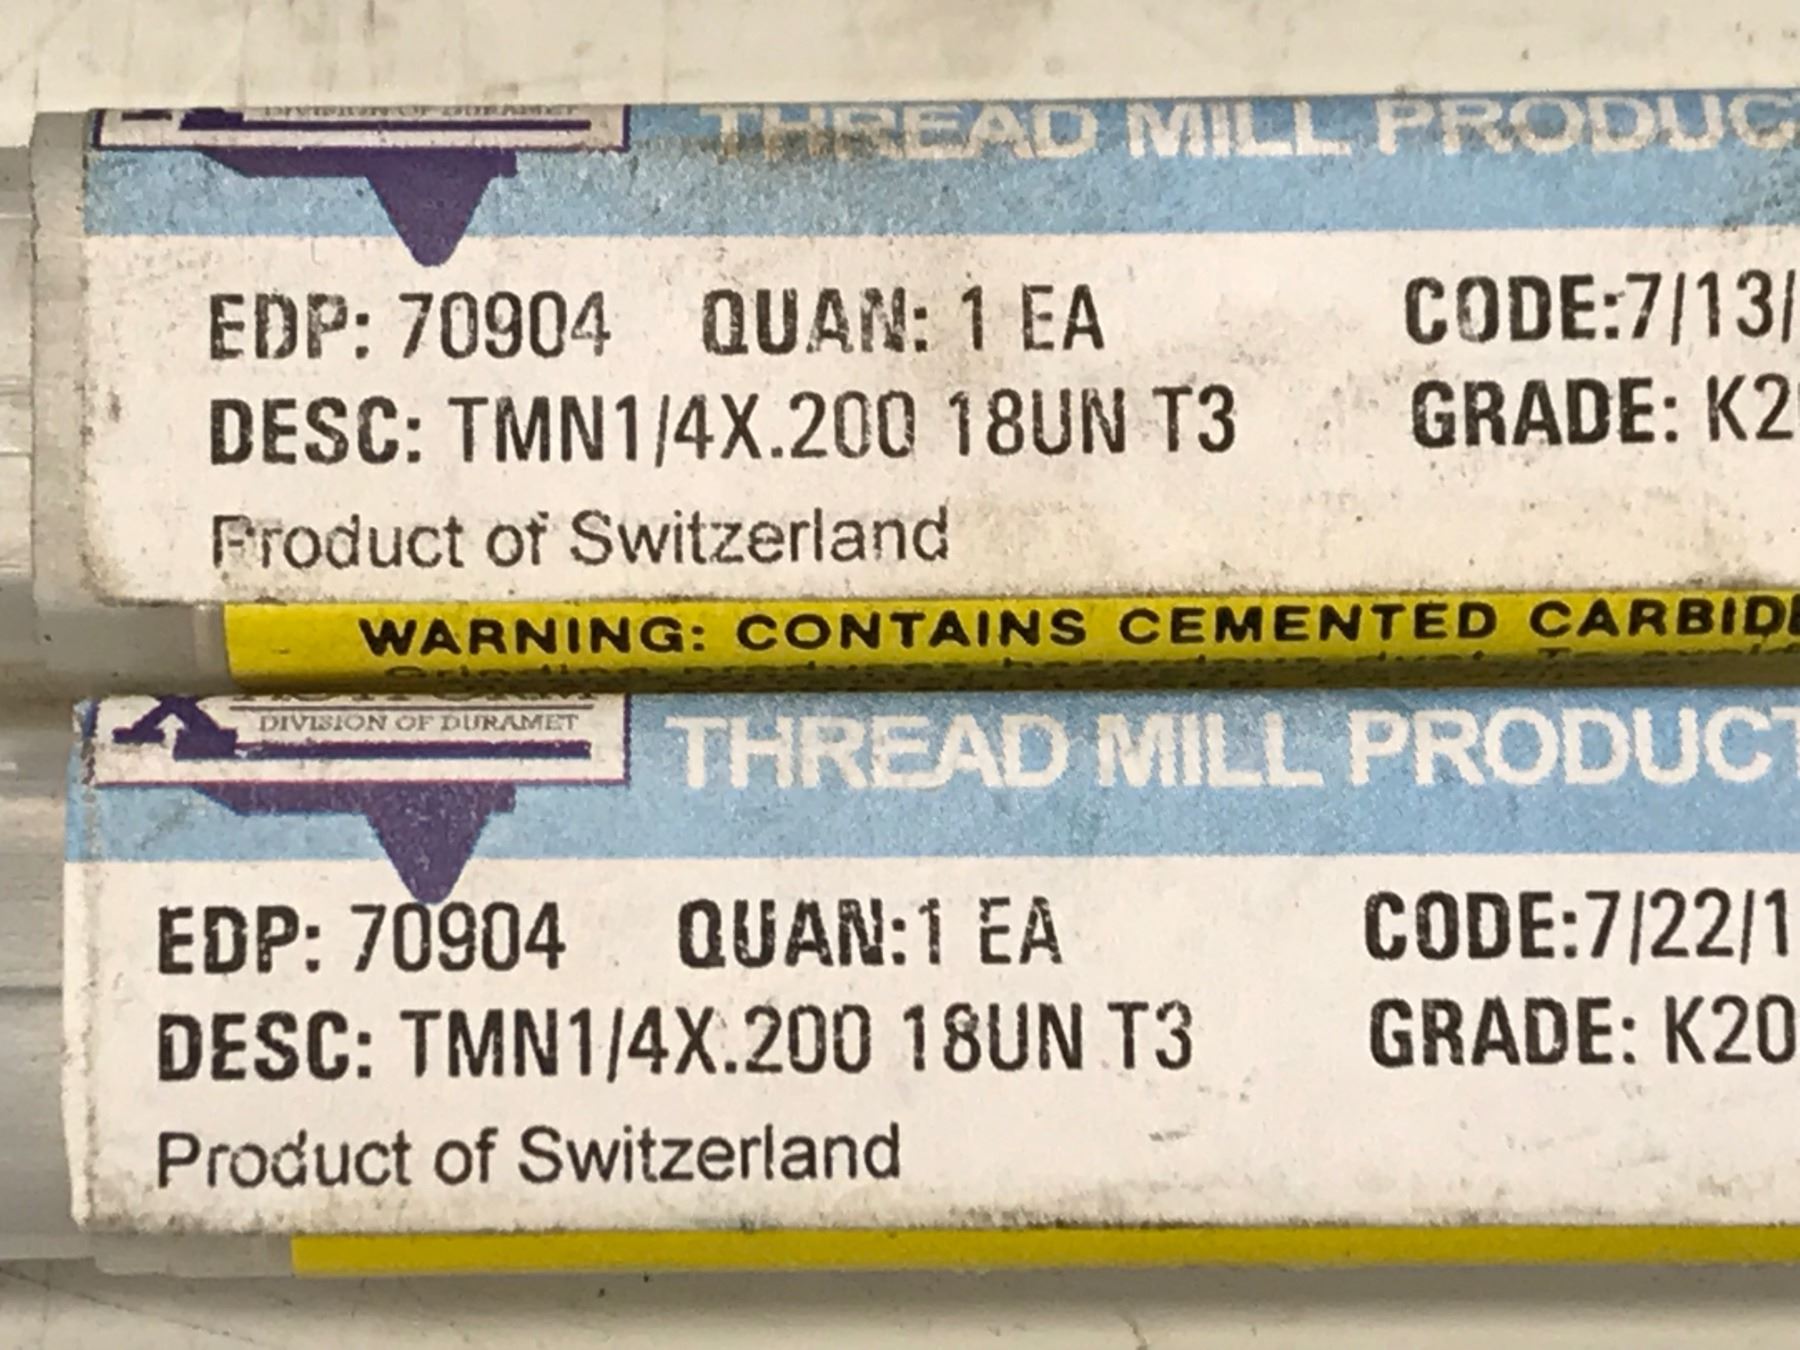 DIVISION OF DURAMET
THREAD MILL PRODUC
EDP: 70904 QUAN: 1 EA CODE:7/13/
DESC: TMN1/4X.200 18UN T3 GRADE: K2
Product of Switzerland
WARNING: CONTAINS CEMENTED CARBIDE
DIVISION OF DURAMET
THREAD MILL PRODUCT
EDP: 70904 QUAN:1 EA CODE:7/22/1
DESC: TMN1/4X.200 18UN T3 GRADE: K20
Product of Switzerland